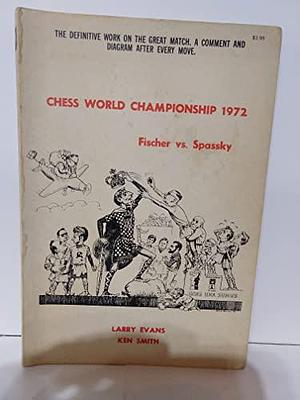 THE DEFINITIVE WORK ON THE GREAT MATCH. A COMMENT AND
$3.95
DIAGRAM AFTER EVERY MOVE.
CHESS WORLD CHAMPIONSHIP 1972
Fischer vs. Spassky
LARRY EVANS
KEN SMITH